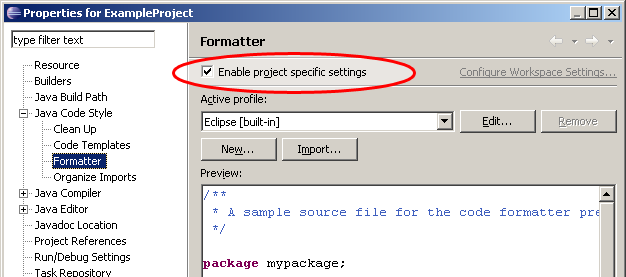 Properties for ExampleProject
type filter text
Resource
Builders
Java Build Path
Java Code Style
Clean Up
Code Templates
Formatter
Organize Imports
Java Compiler
Java Editor
Javadoc Location
Project References
Run/Debug Settings
Task Repository
Formatter
Enable project specific settings
Configure Workspace Settings...
Active profile:
Eclipse [built-in]
Edit...
Remove
New...
Import...
Preview:
/**
* A sample source file for the code formatter pre
*/
package mypackage;